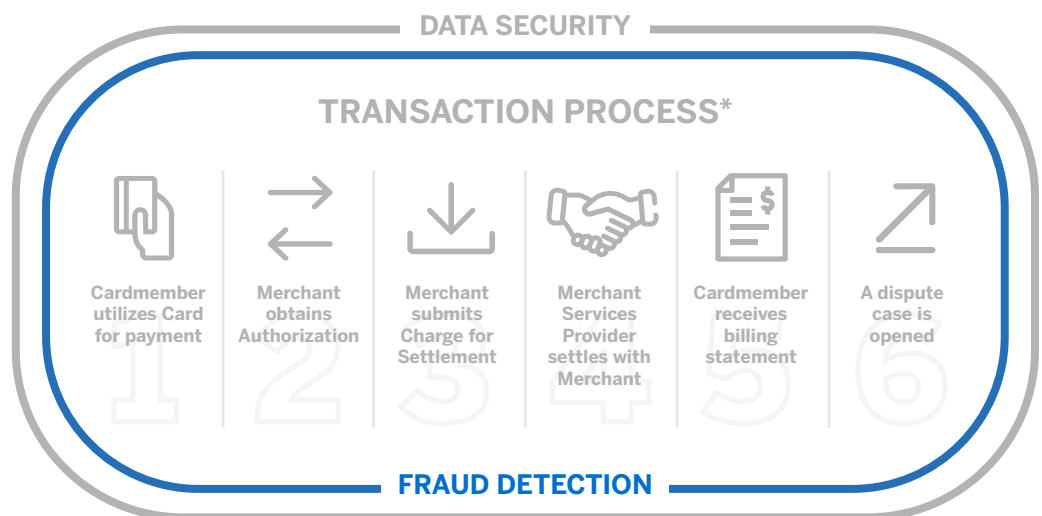 DATA SECURITY
TRANSACTION PROCESS*
$
Cardmember
utilizes Card
for payment
1
Merchant
obtains
Authorization
2
Merchant
submits
Charge for
Settlement
3
Merchant
Services
Provider
settles with
Merchant
4
Cardmember
receives
billing
statement
5
A dispute
case is
opened
6
FRAUD DETECTION